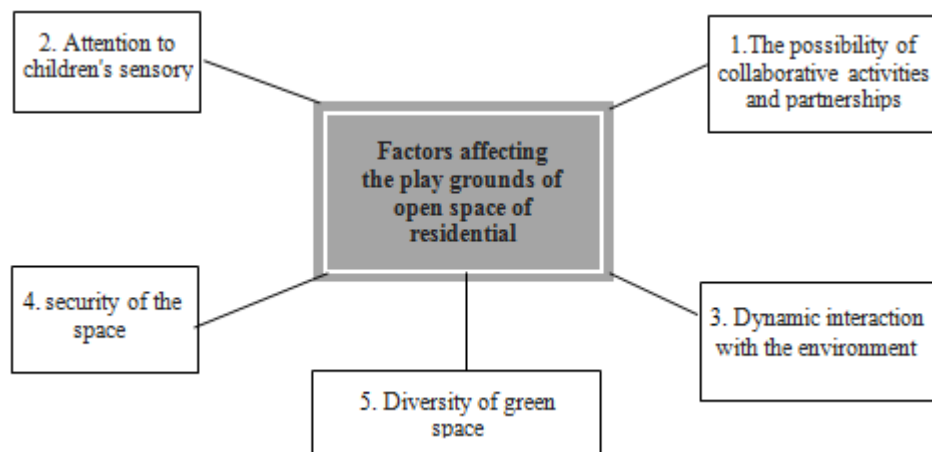 2. Attention to
children's sensory
1.The possibility of
collaborative activities
and partnerships
Factors affecting
the play grounds of
open space of
residential
4. security of the
space
3. Dynamic interaction
with the environment
5. Diversity of green
space